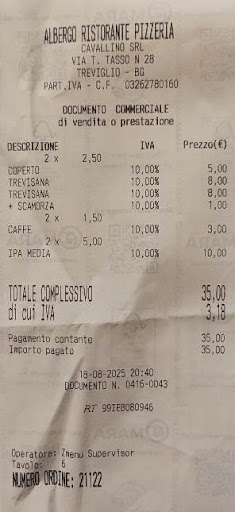 ALBERGO RISTORANTE PIZZERIA
CAVALLINO SRL
VIA T. TASSO N 28
TREVIGLIO - BG
PART.IVA - C.F. 03262780160
DOCUMENTO COMMERCIALE
di vendita o prestazione
DESCRIZIONE IVA Prezzo(€)
2 x 2,50
COPERTO 10,00% 5,00
TREVISANA 10,00% 8,00
TREVISANA 10,00% 8,00
+ SCAMORZA 10,00% 1,00
2 x 1,50
CAFFE 10,00% 3,00
2 x 5,00
IPA MEDIA 10,00% 10,00
TOTALE COMPLESSIVO 35,00
di cui IVA 3,18
Pagamento contante 35,00
Importo pagato 35,00
18-08-2025 20:40
DOCUMENTO N. 0416-0043
RT 99IEB080946
Operatore: Imenu Supervisor
Tavolo: 6
NUMERO ORDINE: 21122